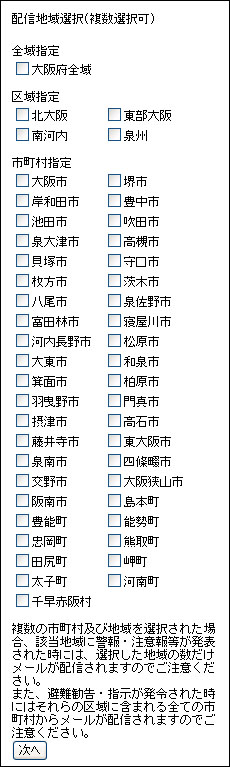 配信地域選択(複数選択可)
全域指定
大阪府全域
区域指定
北大阪 東部大阪
南河内 泉州
市町村指定
大阪市 堺市
岸和田市 豊中市
池田市 吹田市
泉大津市 高槻市
貝塚市 守口市
枚方市 茨木市
八尾市 泉佐野市
富田林市 寝屋川市
河内長野市 松原市
大東市 和泉市
箕面市 柏原市
羽曳野市 門真市
摂津市 高石市
藤井寺市 東大阪市
泉南市 四條畷市
交野市 大阪狭山市
阪南市 島本町
豊能町 能勢町
忠岡町 熊取町
田尻町 岬町
太子町 河南町
千早赤阪村
複数の市町村及び地域を選択された場
合、該当地域に警報・注意報等が発表
された時には、選択した地域の数だけ
メールが配信されますのでご注意くだ
さい。
また、避難勧告・指示が発令された時
にはそれらの区域に含まれる全ての市
町村からメールが配信されますのでご
注意ください。
次へ